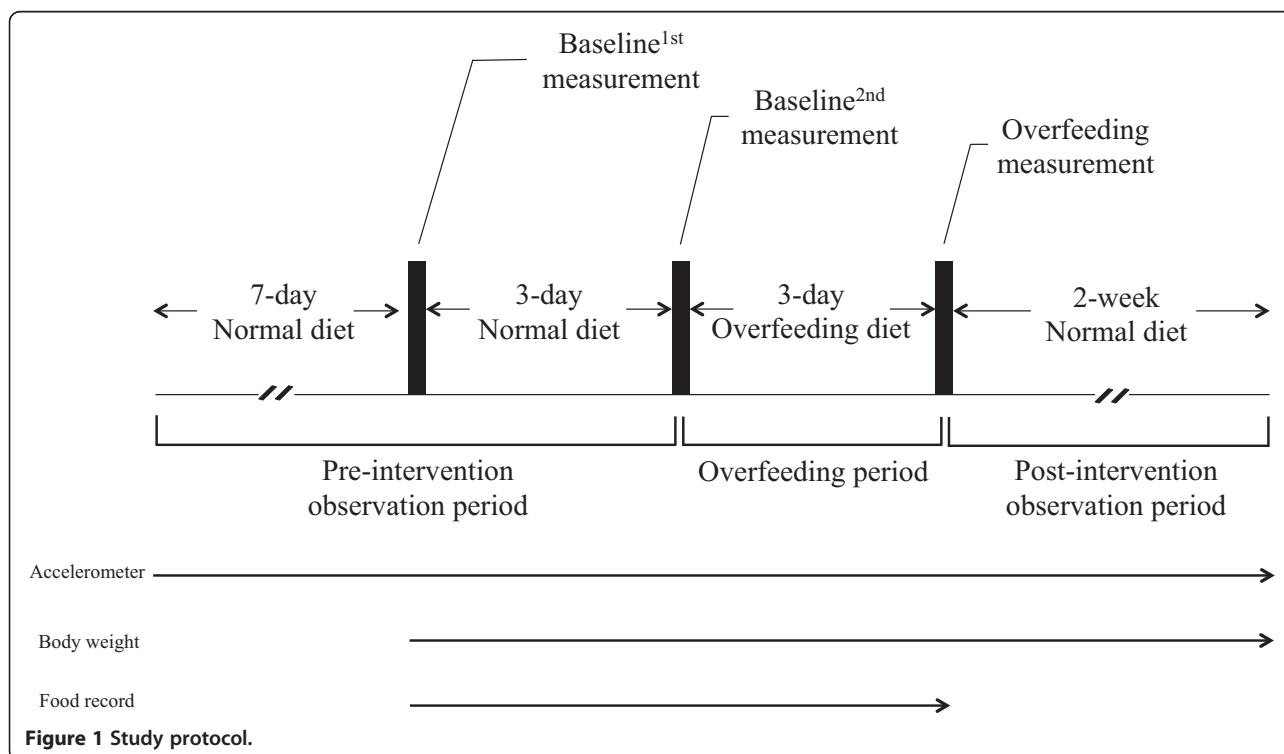 Baseline1st
measurement
Baseline2nd
measurement
Overfeeding
measurement
7-day
Normal diet
3-day
Normal diet
3-day
Overfeeding diet
2-week
Normal diet
Pre-intervention
observation period
Overfeeding period
Post-intervention
observation period
Accelerometer
Body weight
Food record
Figure 1 Study protocol.